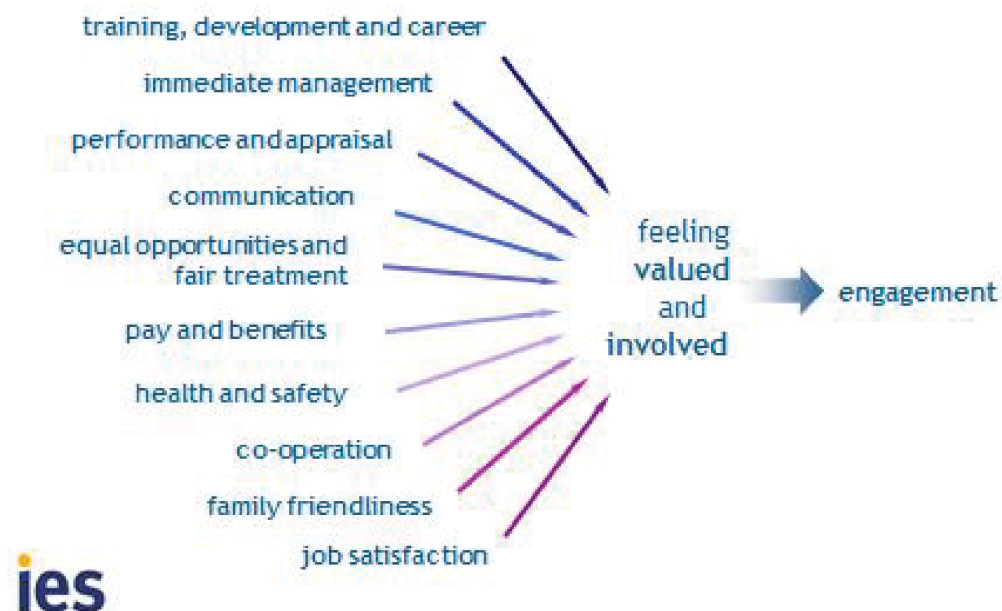 training, development and career
immediate management
performance and appraisal
communication
equal opportunities and
fair treatment
pay and benefits
health and safety
co-operation
family friendliness
job satisfaction
feeling
valued
and
involved
engagement
ies